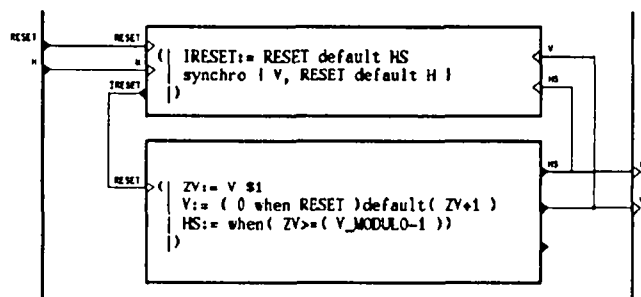 RESET
H
RESET
H
IRESET
(| IRESET:= RESET default HS
| synchro { V, RESET default H }
|)
V
HS
RESET
(| ZV:= V $1
| V:= ( 0 when RESET )default( ZV+1 )
| HS:= when( ZV>=( V_MODULO-1 ))
|)
HS